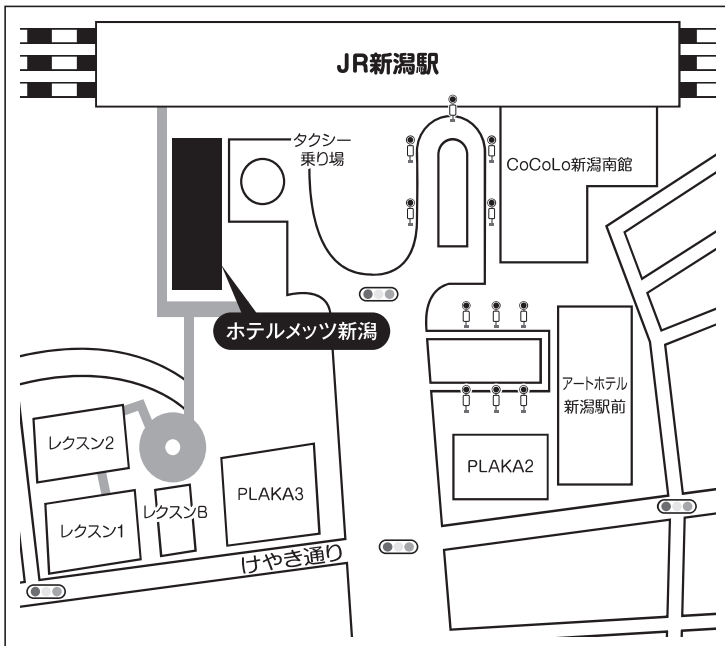 JR新潟駅
タクシー
乗り場
CoCoLo新潟南館
ホテルメッツ新潟
アートホテル
新潟駅前
レクスン2
PLAKA2
PLAKA3
レクスンB
レクスン1
けやき通り